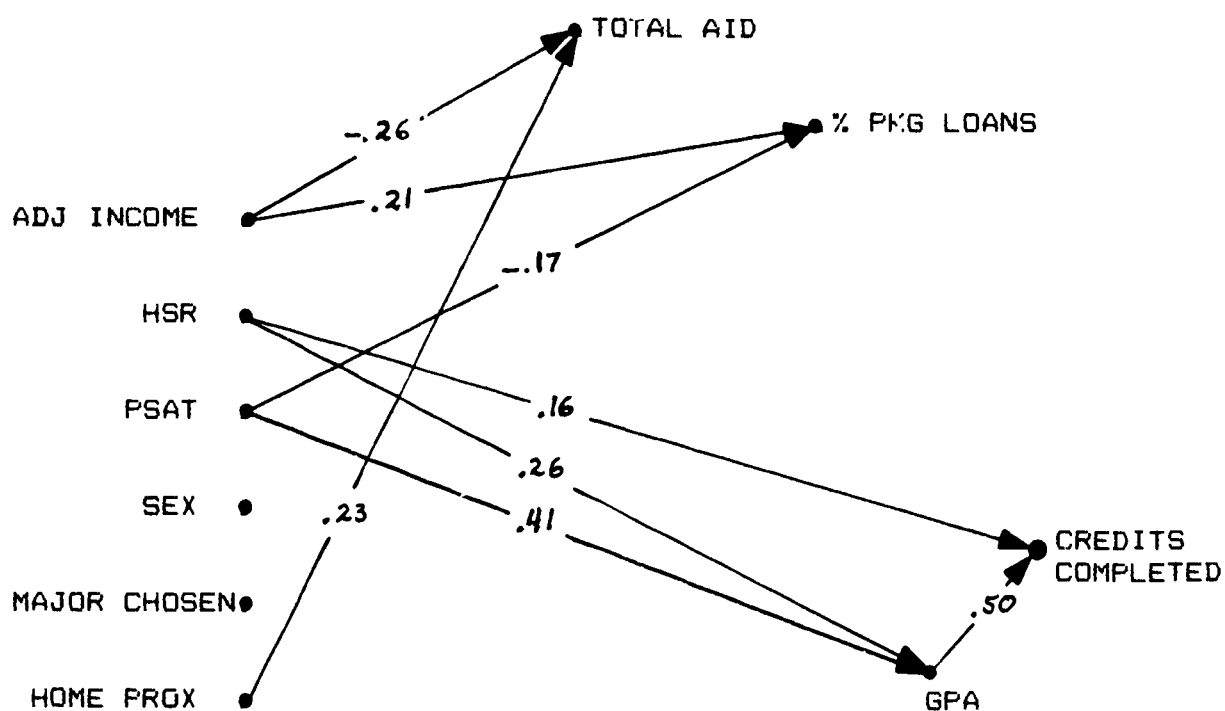 TOTAL AID
% PKG LOANS
-.26
ADJ INCOME
.21
-.17
HSR
PSAT
.16
.26
SEX
.23
.41
CREDITS
COMPLETED
MAJOR CHOSEN
.50
HOME PROX
GPA